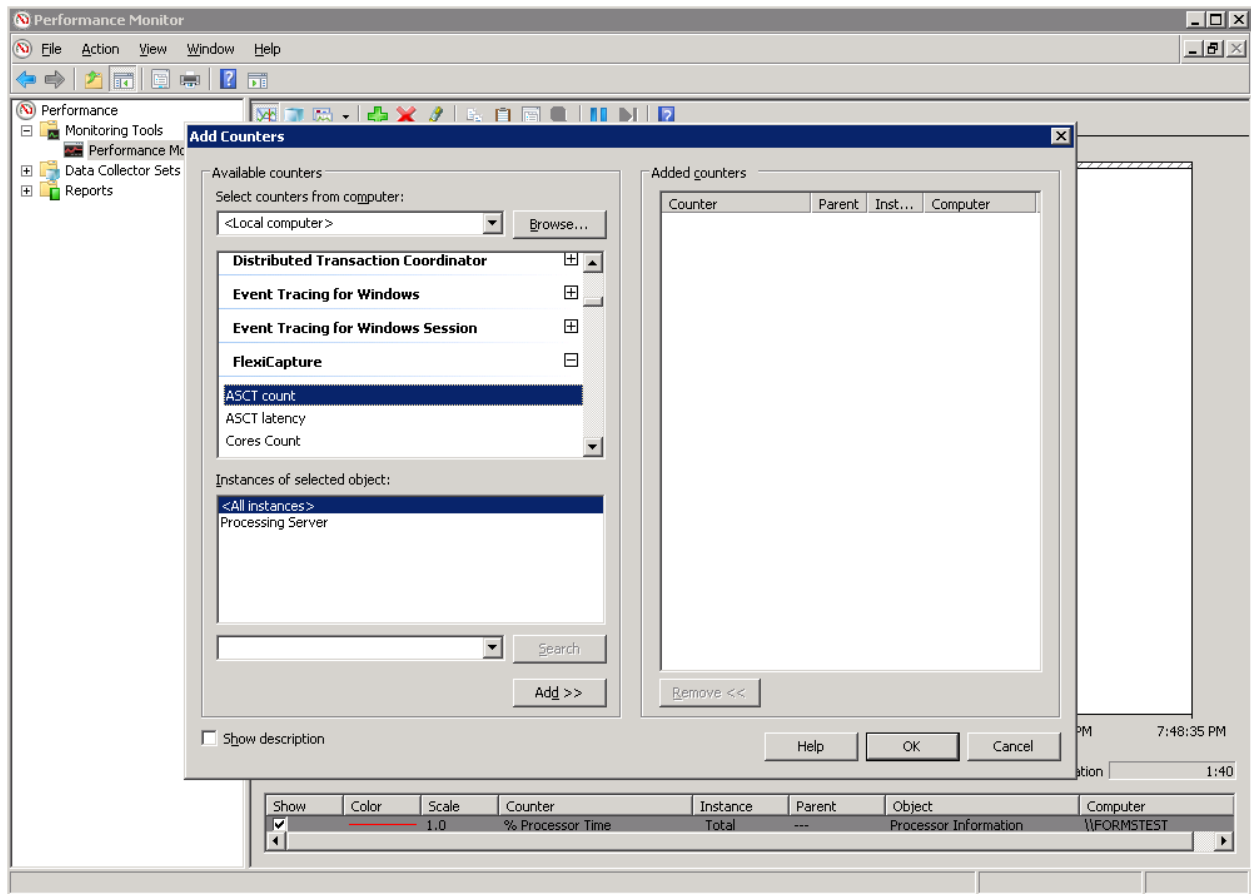 Performance Monitor
File Action View Window Help
Performance
Monitoring Tools
Performance Mo
Data Collector Sets
Reports
Add Counters
Available counters
Select counters from computer:
<Local computer>
Browse...
Distributed Transaction Coordinator
Event Tracing for Windows
Event Tracing for Windows Session
FlexiCapture
ASCT count
ASCT latency
Cores Count
Instances of selected object:
<All instances>
Processing Server
Search
Add >>
Show description
Added counters
Counter Parent Inst... Computer
Remove <<
Help OK Cancel
PM 7:48:35 PM
ation 1:40
Show Color Scale Counter Instance Parent Object Computer
1.0 % Processor Time Total --- Processor Information \\FORMSTEST